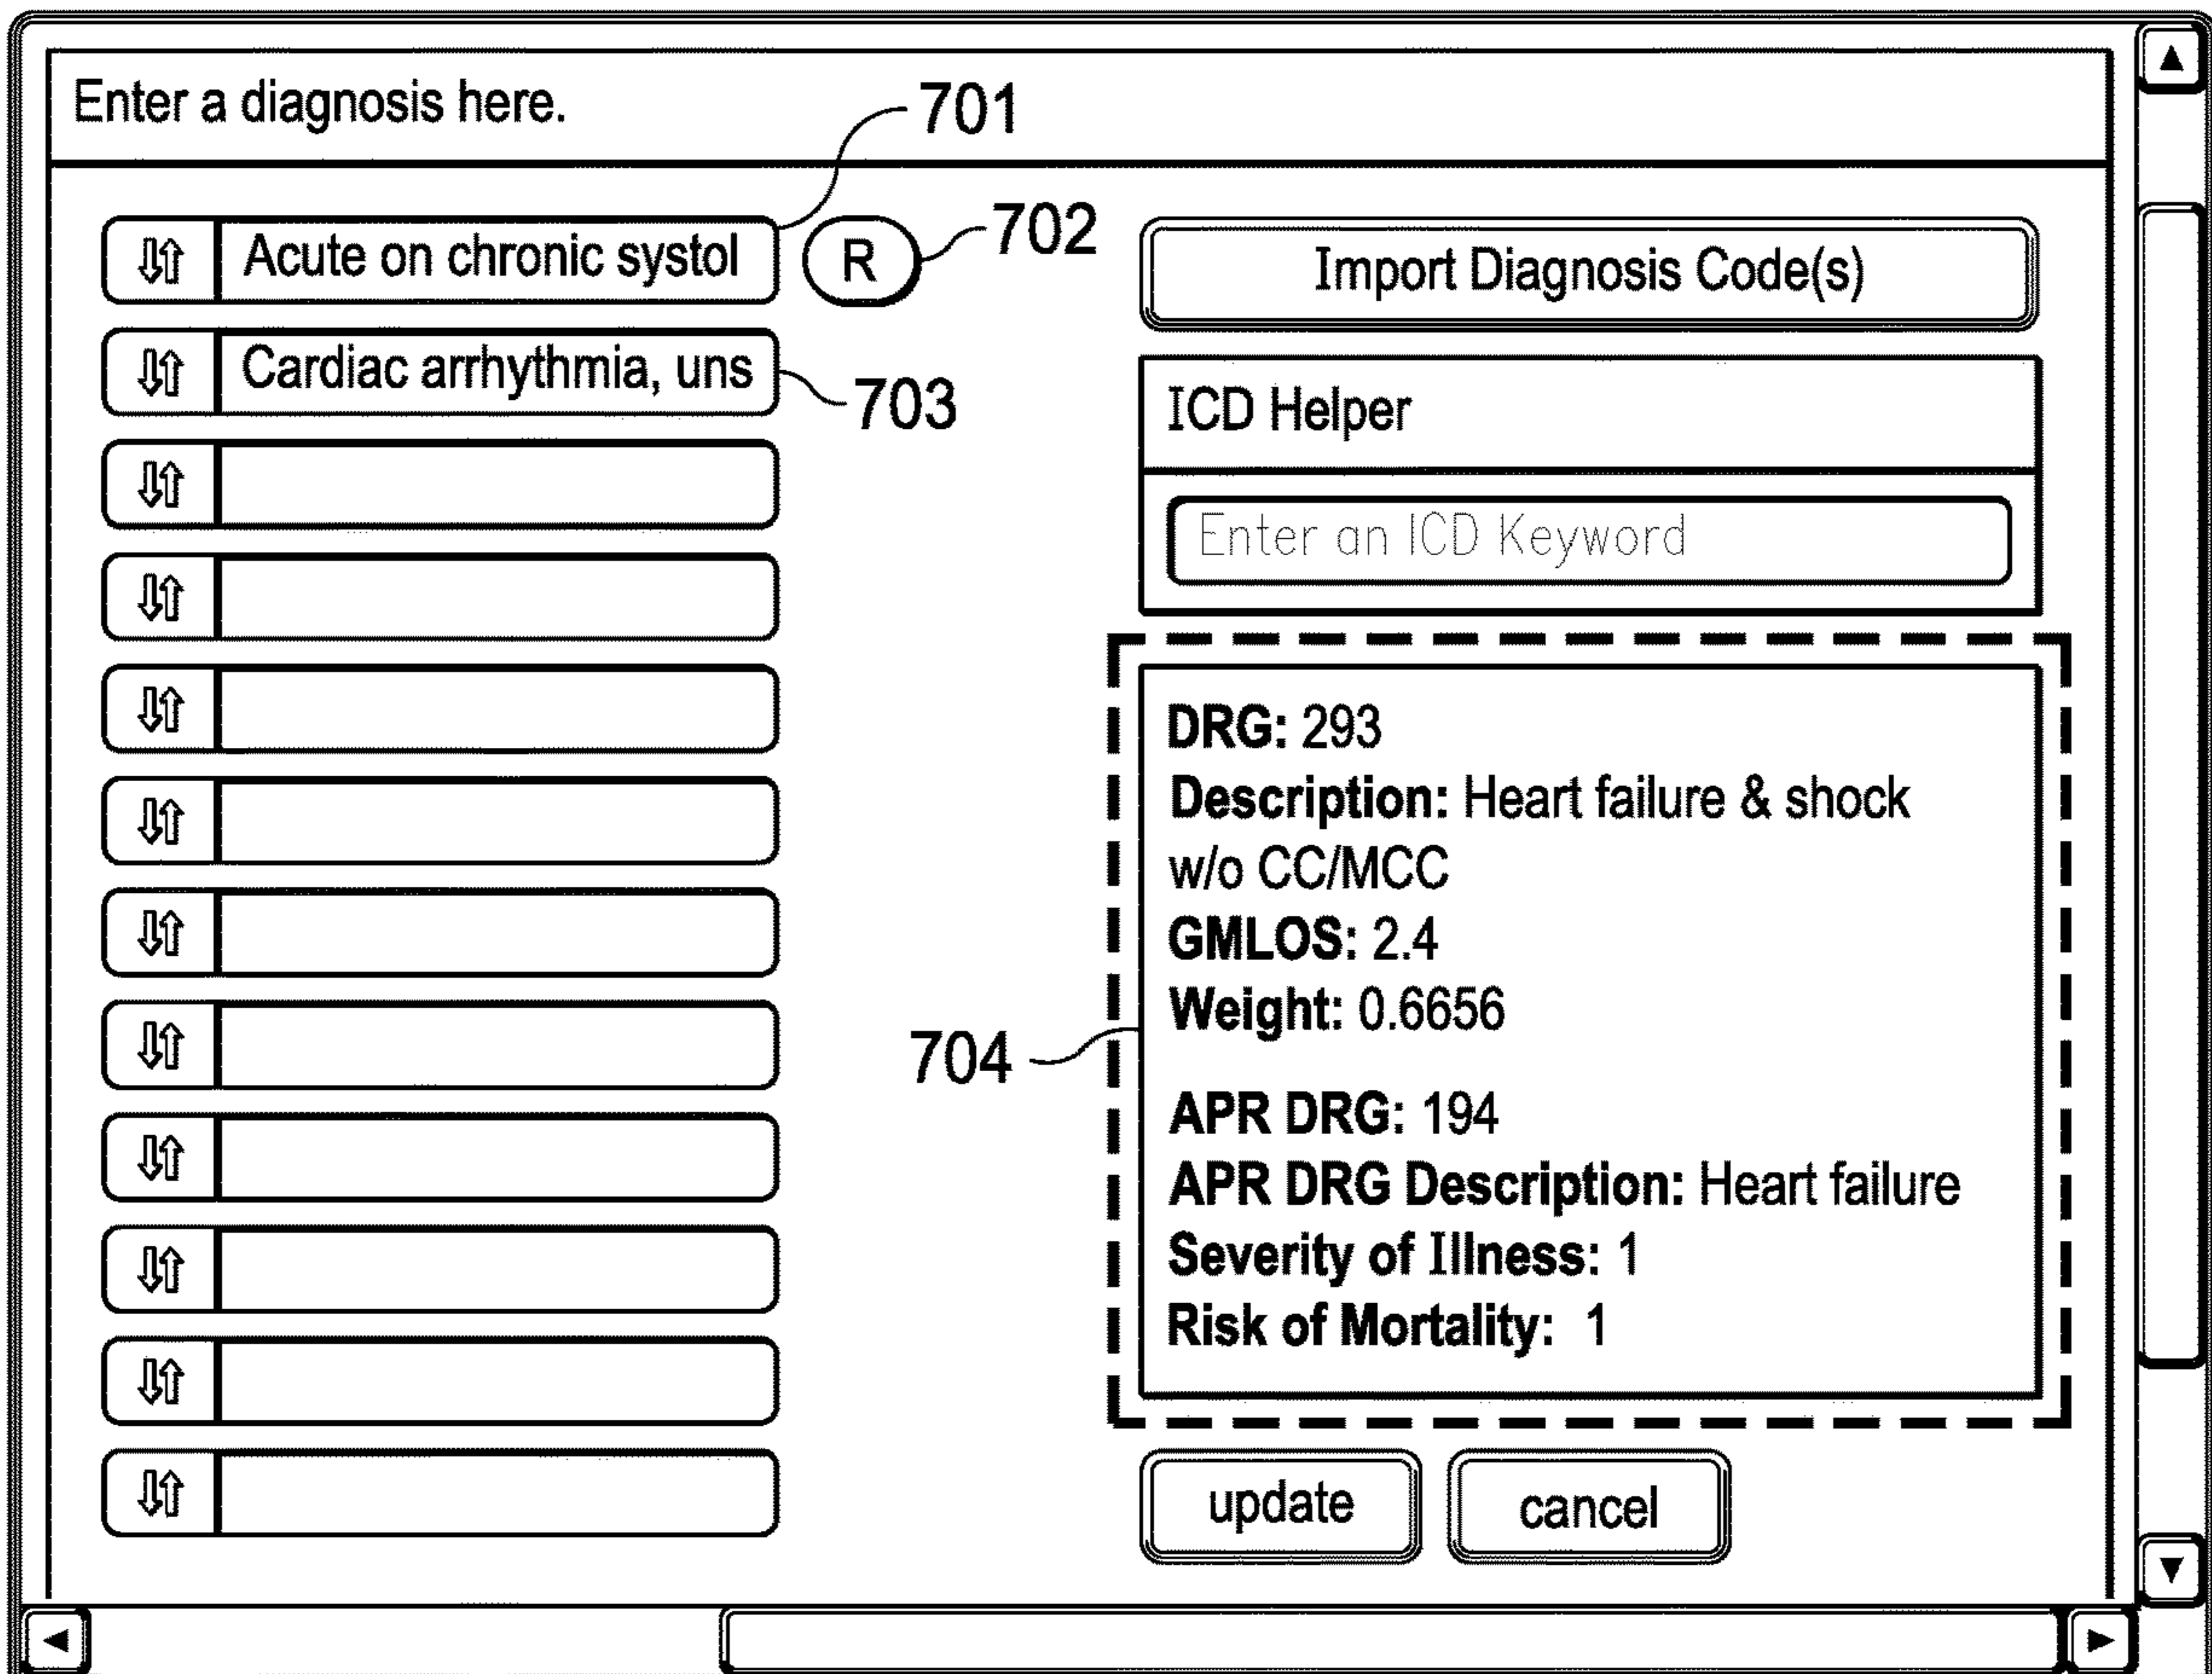 Enter a diagnosis here.
701
Acute on chronic systol
R
702
Cardiac arrhythmia, uns
703
Import Diagnosis Code(s)
ICD Helper
Enter an ICD Keyword
DRG: 293
Description: Heart failure & shock
w/o CC/MCC
GMLOS: 2.4
Weight: 0.6656
704
APR DRG: 194
APR DRG Description: Heart failure
Severity of Illness: 1
Risk of Mortality: 1
update
cancel